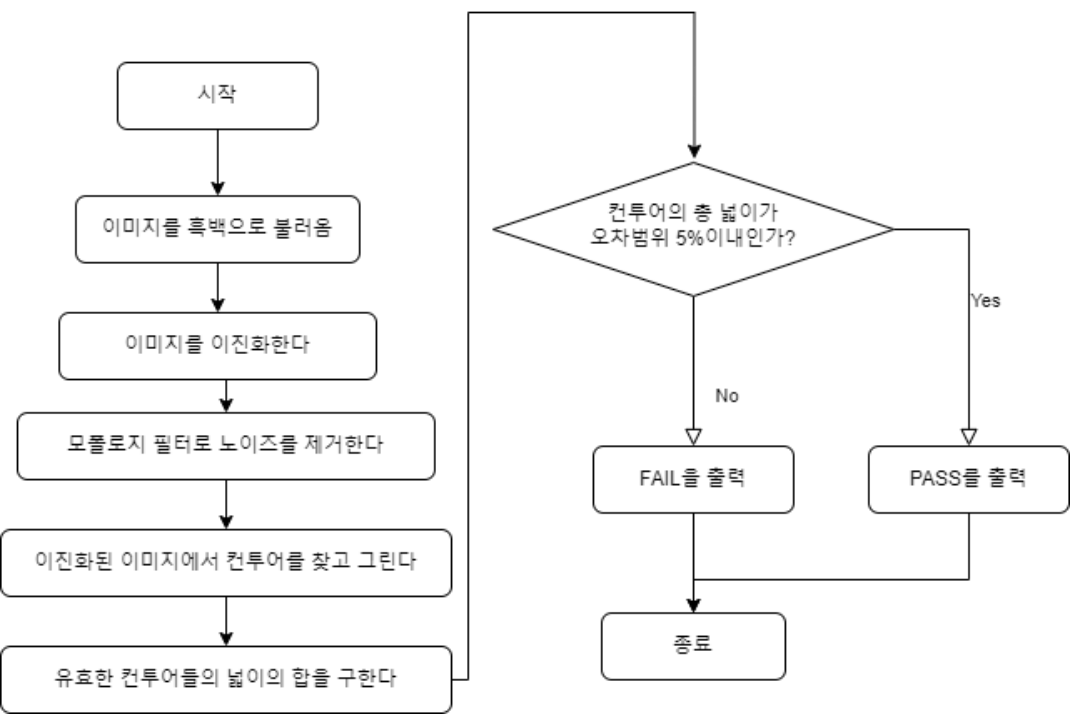 시작
이미지를 흑백으로 불러옴
이미지를 이진화한다
모폴로지 필터로 노이즈를 제거한다
이진화된 이미지에서 컨투어를 찾고 그린다
유효한 컨투어들의 넓이의 합을 구한다
컨투어의 총 넓이가
오차범위 5%이내인가?
Yes
No
FAIL을 출력
PASS를 출력
종료